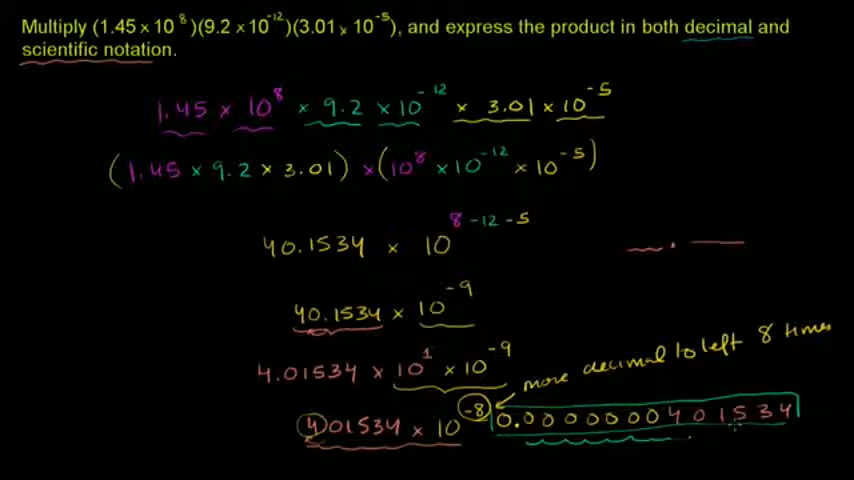 Multiply (1.45 × 10⁸)(9.2 × 10⁻¹²)(3.01 × 10⁻⁵), and express the product in both decimal and
scientific notation.
1.45 × 10⁸ × 9.2 × 10⁻¹² × 3.01 × 10⁻⁵
(1.45 × 9.2 × 3.01) × (10⁸ × 10⁻¹² × 10⁻⁵)
40.1534 × 10⁸⁻¹²⁻⁵
40.1534 × 10⁻⁹
4.01534 × 10¹ × 10⁻⁹
move decimal to left 8 times
4.01534 × 10⁻⁸ 0.0000000401534